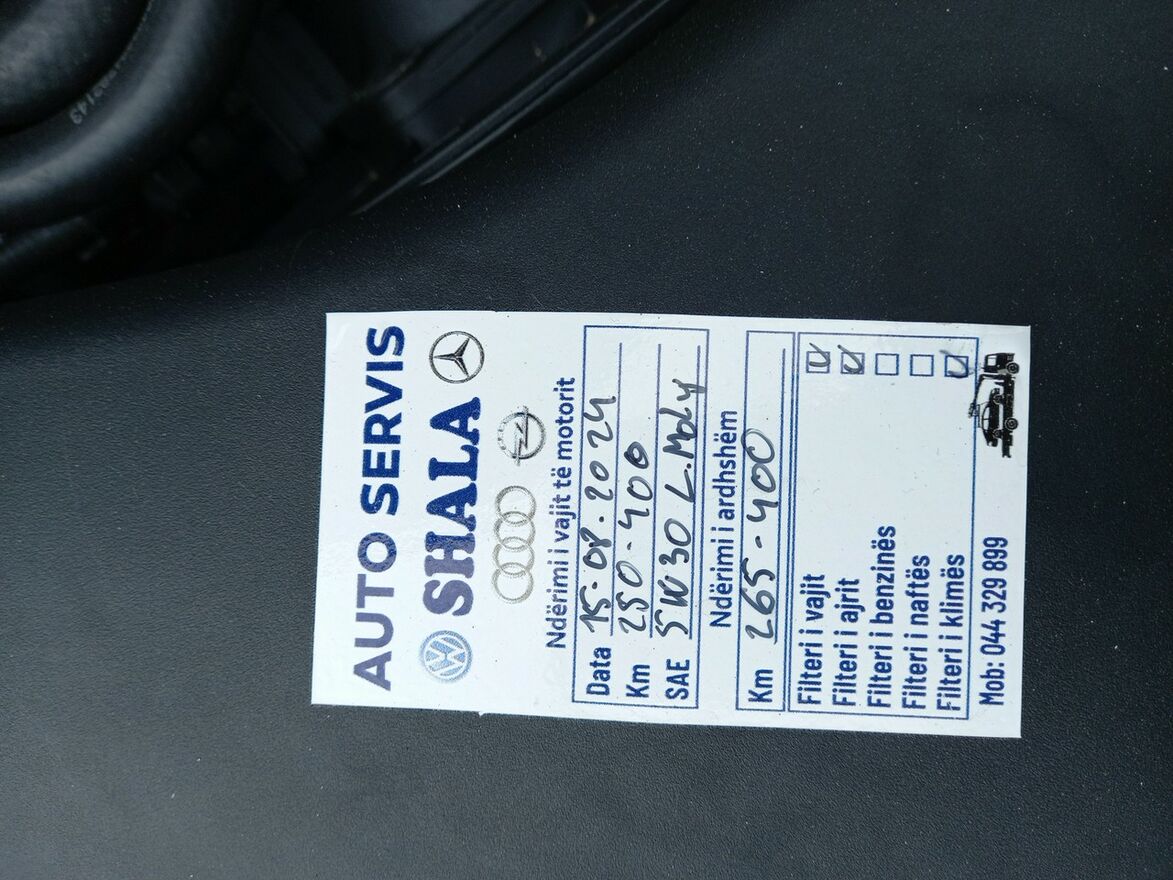 AUTO SERVIS
SHALA
Ndërimi i vajit të motorit
Data 15.08.2024
Km 250-400
SAE 5W30 L.Moly
Ndërimi i ardhshëm
Km 265-400
Filteri i vajit
Filteri i ajrit
Filteri i benzinës
Filteri i naftës
Filteri i klimës
Mob: 044 329 899